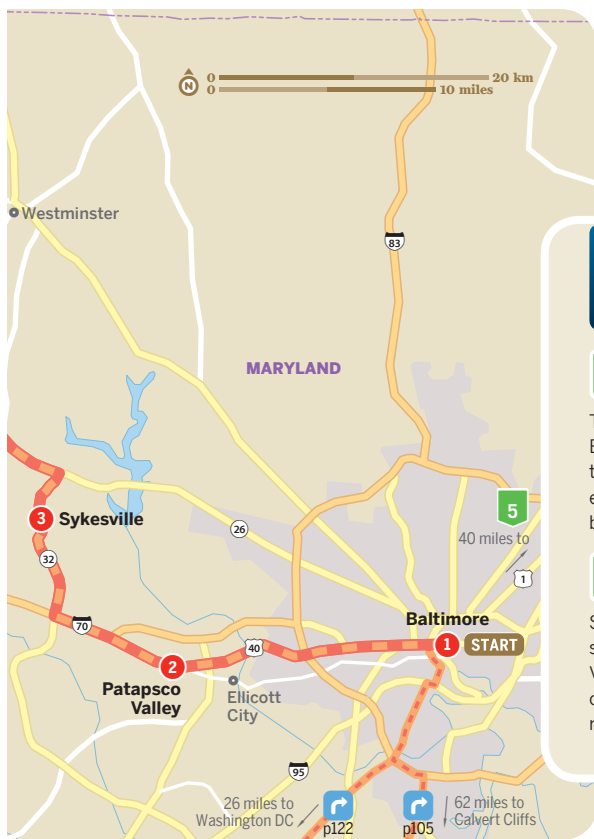 N
0
20 km
0
10 miles
Westminster
83
MARYLAND
5
40 miles to
3
Sykesville
26
1
32
Baltimore
1
START
70
40
2
Patapsco
Valley
Ellicott
City
95
26 miles to
Washington DC
p122
p105
62 miles to
Calvert Cliffs